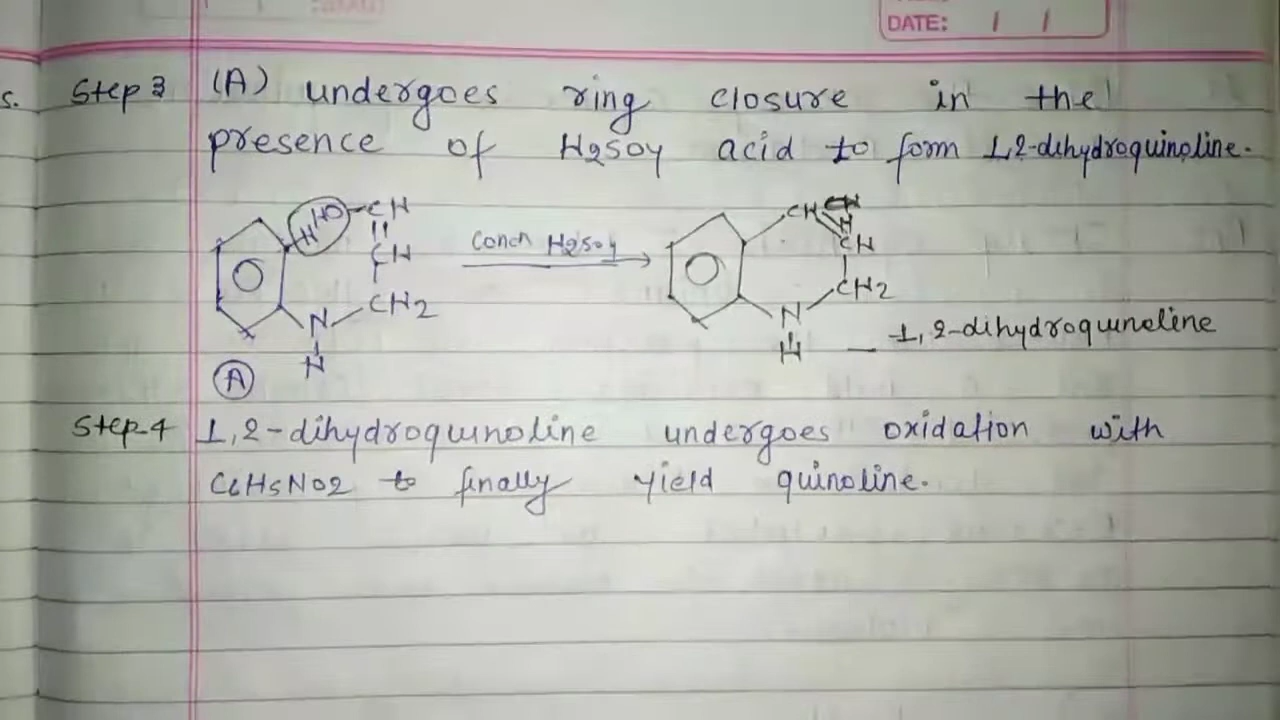 DATE:
s. Step 3 (A) undergoes ring closure in the
presence of H2SO4 acid to form 1,2-dihydroquinoline.
H HO CH
CH
CH2
N
H
A
Concn H2SO4
CH
CH
CH2
N
H
1,2-dihydroquinoline
Step-4 1,2-dihydroquinoline undergoes oxidation with
C6H5NO2 to finally yield quinoline.